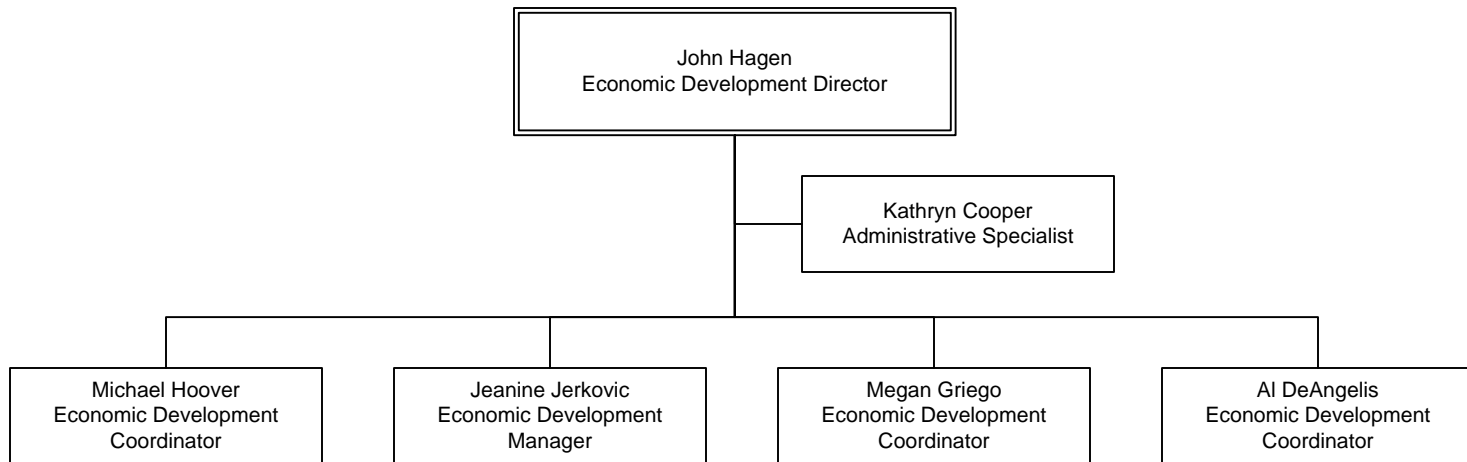 John Hagen
Economic Development Director
Kathryn Cooper
Administrative Specialist
Michael Hoover
Economic Development
Coordinator
Jeanine Jerkovic
Economic Development
Manager
Megan Griego
Economic Development
Coordinator
Al DeAngelis
Economic Development
Coordinator